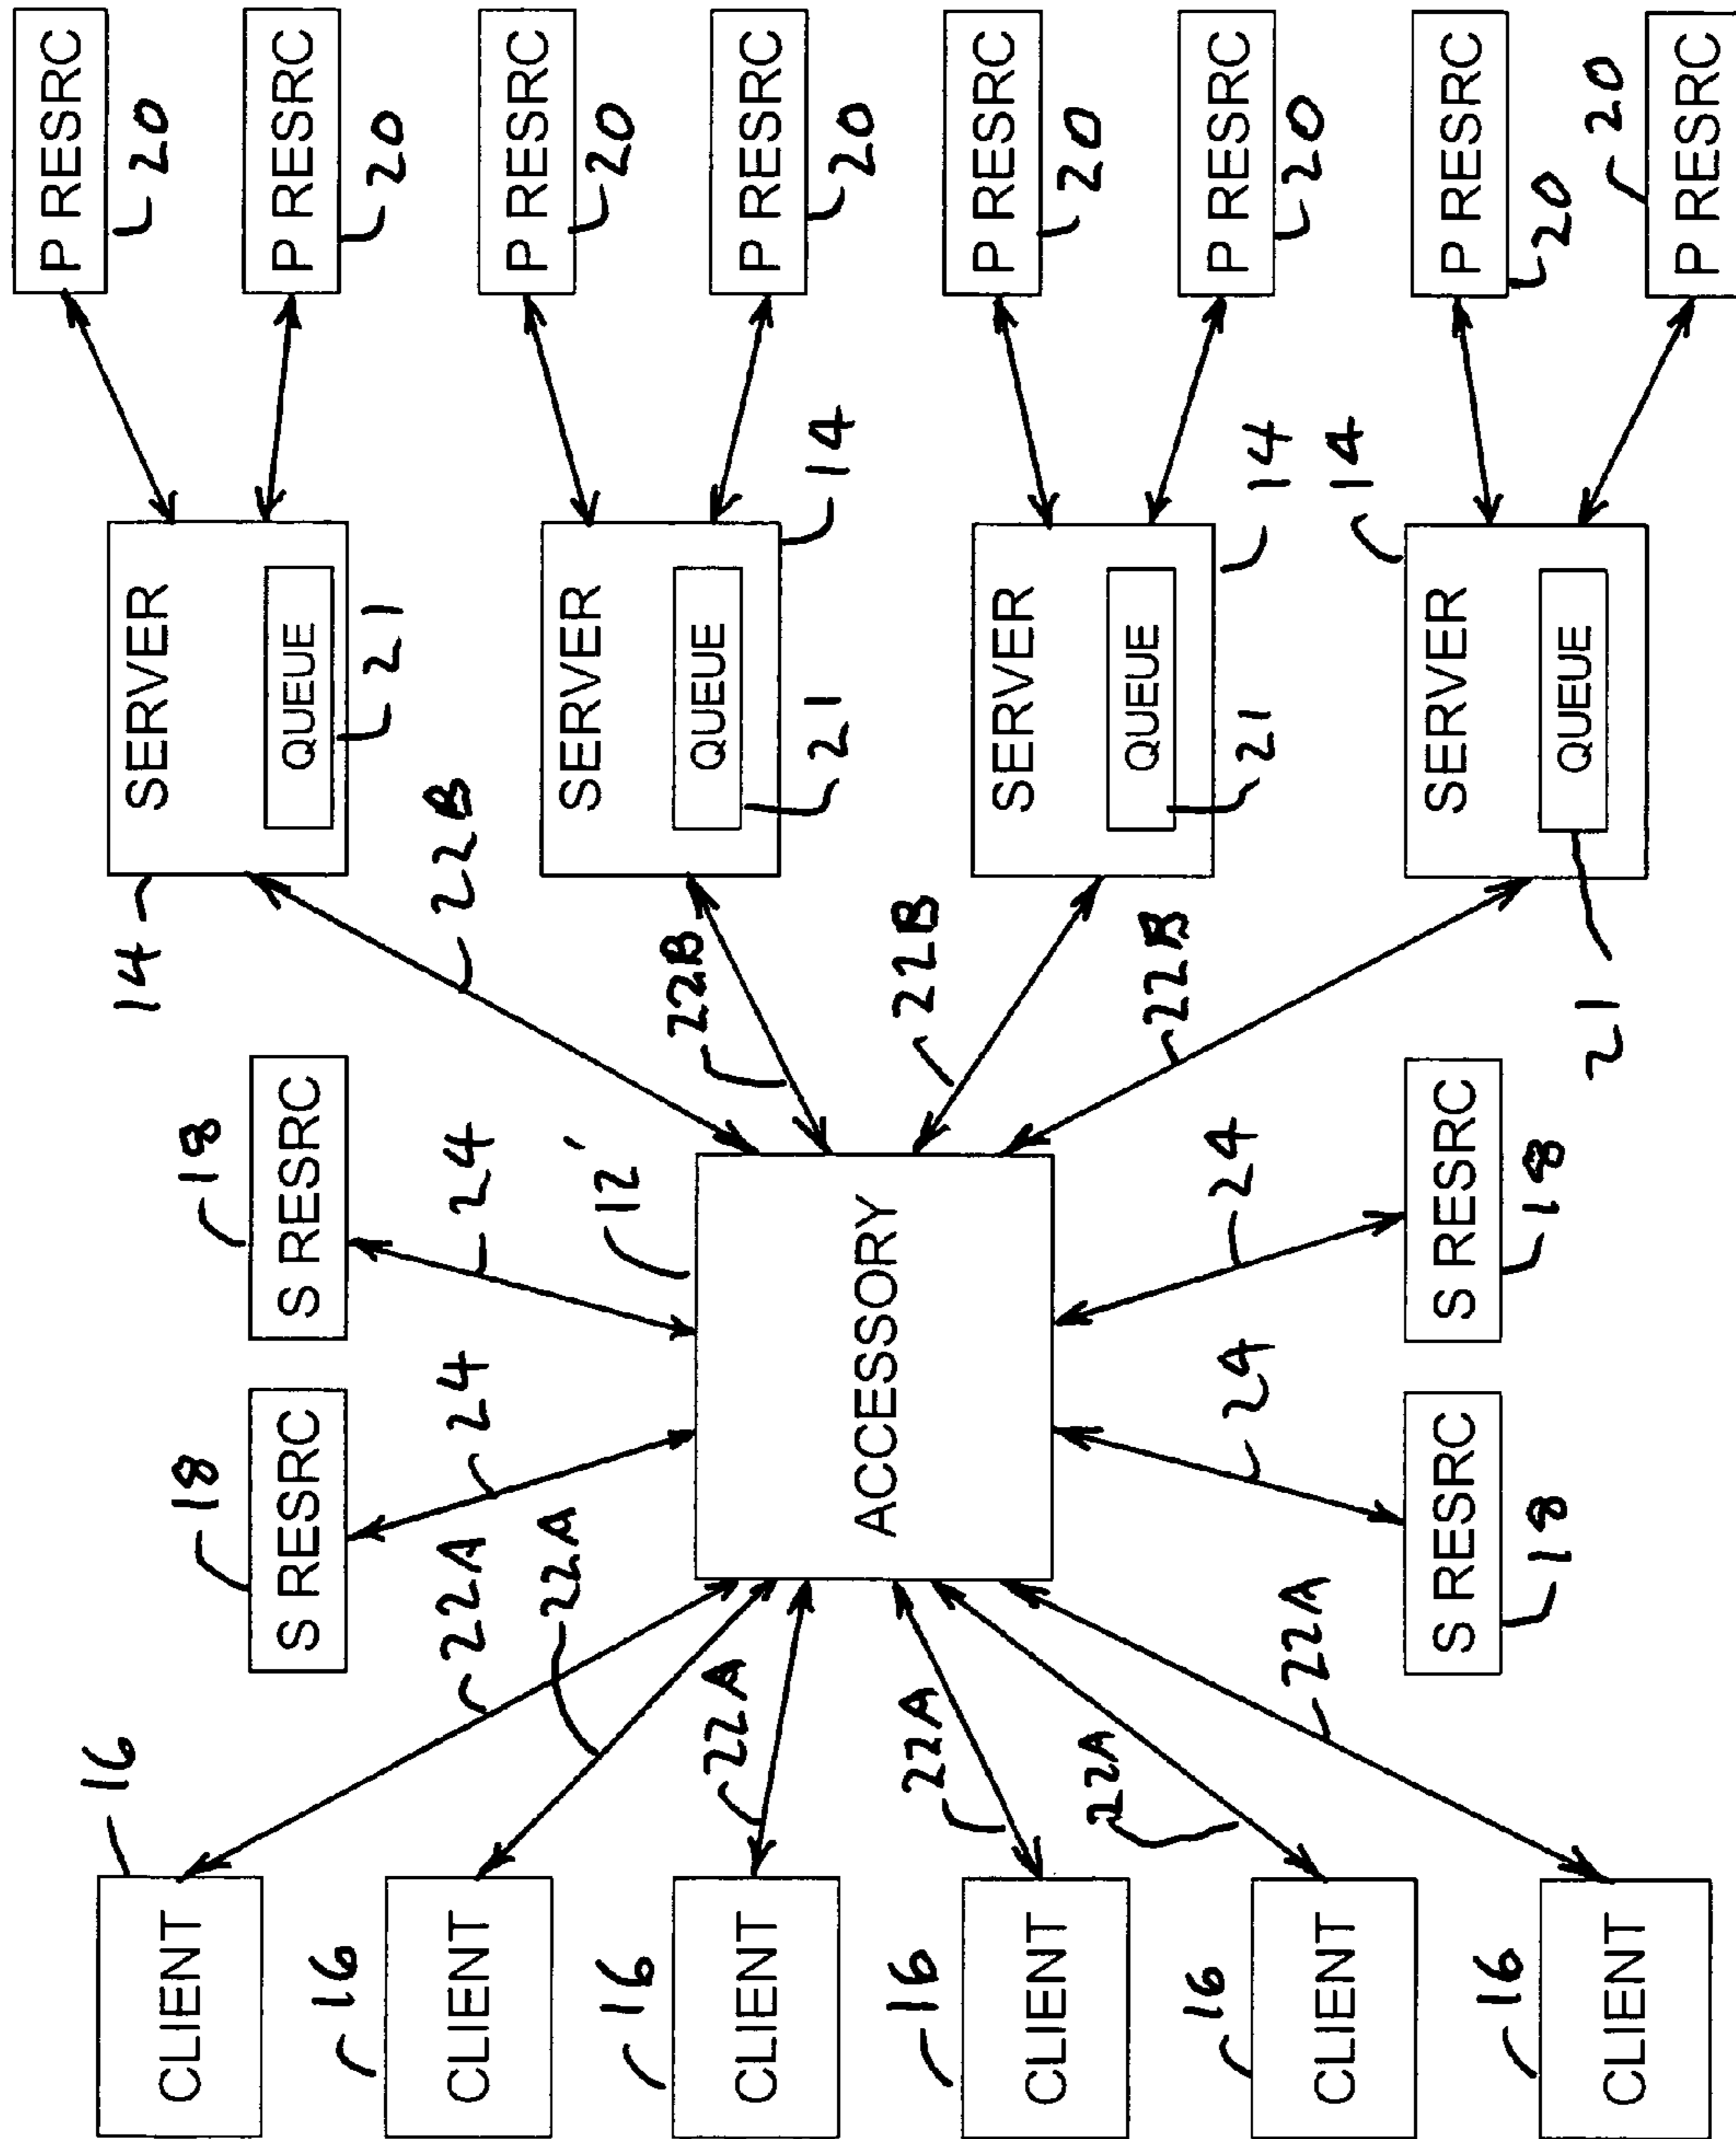 P RESRC
14
20
16
CLIENT
SERVER
18
18
S RESRC
S RESRC
QUEUE
P RESRC
16
21
20
22A
24
24
22B
CLIENT
P RESRC
22A
SERVER
20
16
12'
22B
QUEUE
22A
CLIENT
P RESRC
21
14
20
ACCESSORY
16
22A
22B
P RESRC
SERVER
CLIENT
20
22A
QUEUE
22B
16
24
24
P RESRC
21
14
20
22A
CLIENT
14
S RESRC
S RESRC
SERVER
P RESRC
16
18
18
20
QUEUE
21
20
CLIENT
P RESRC